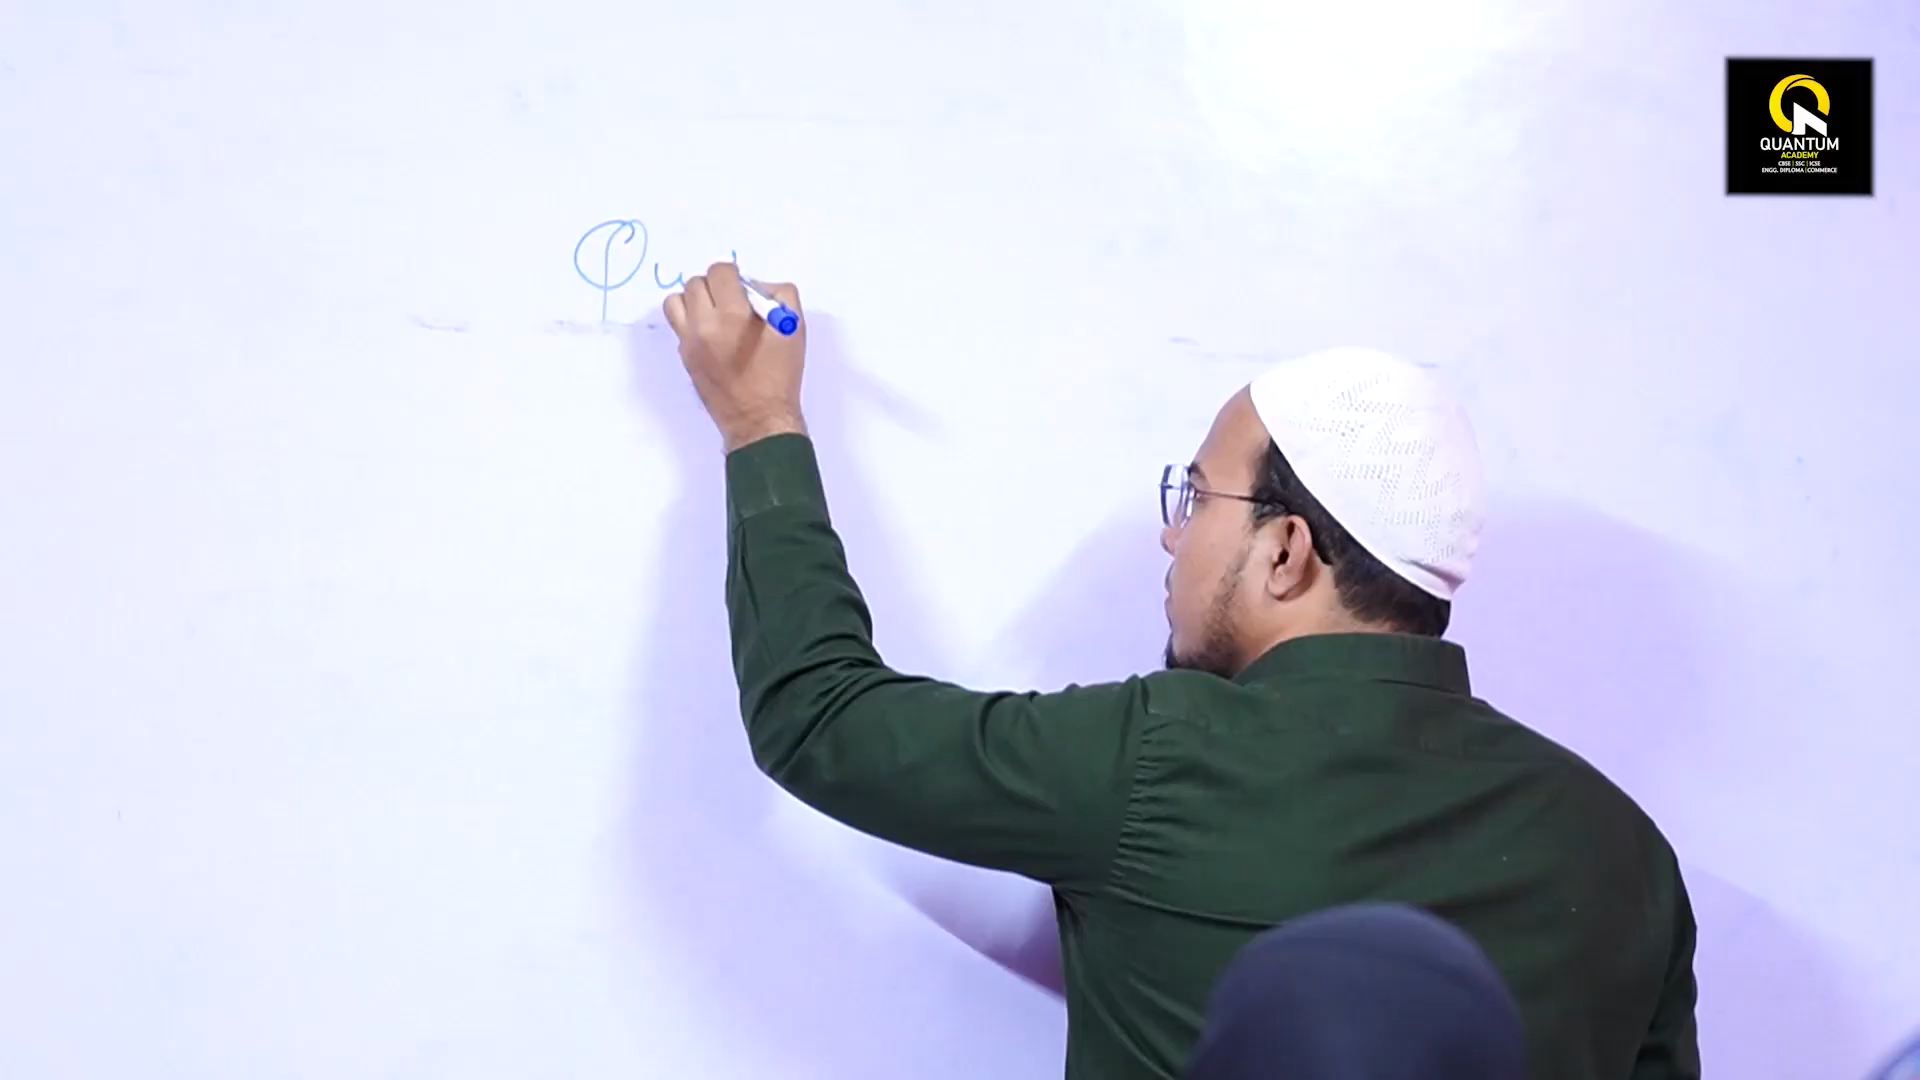 Qu
QUANTUM
ACADEMY
CBSE | SSC | ICSE
ENGG. DIPLOMA | COMMERCE